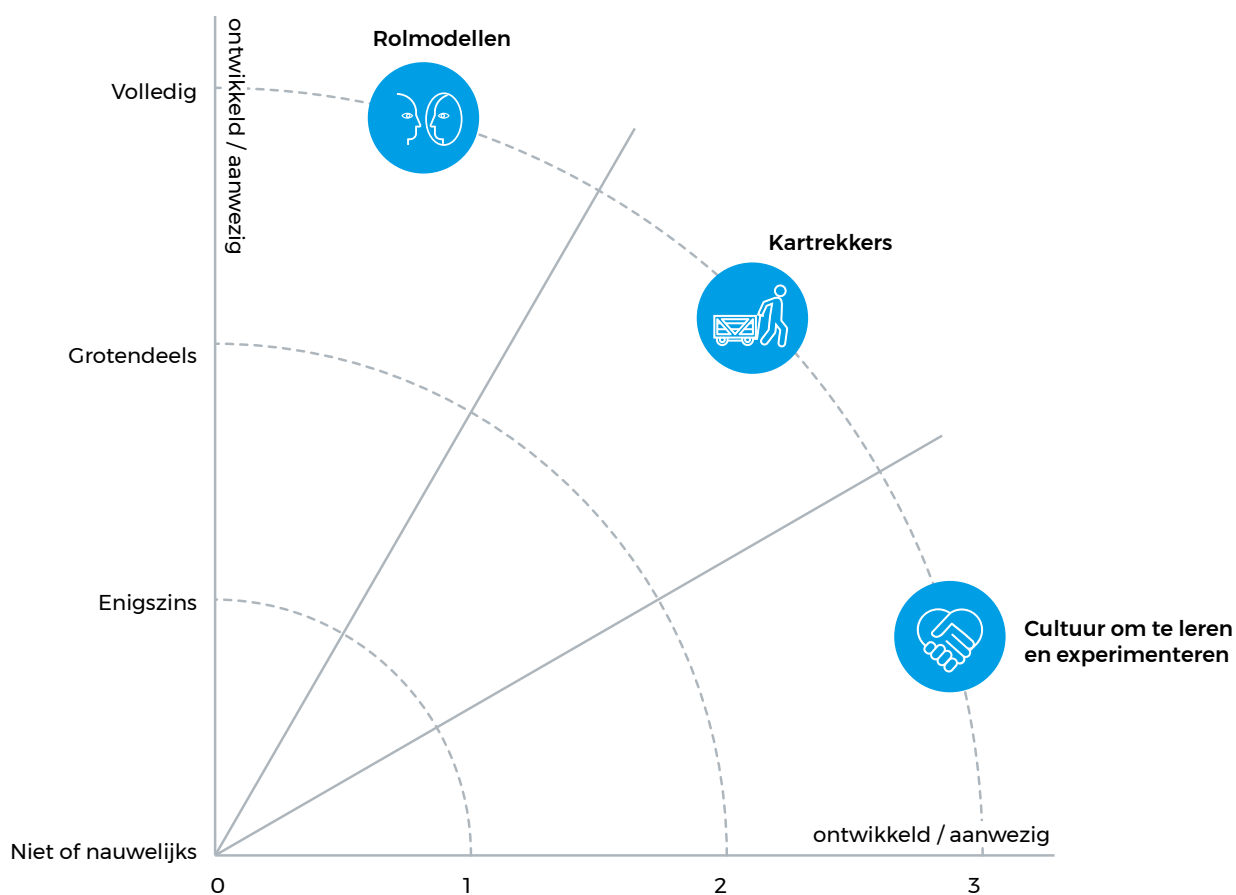 ontwikkeld / aanwezig
Rolmodellen
Volledig
Kartrekkers
Grotendeels
Enigszins
Cultuur om te leren
en experimenteren
ontwikkeld / aanwezig
Niet of nauwelijks
0
1
2
3